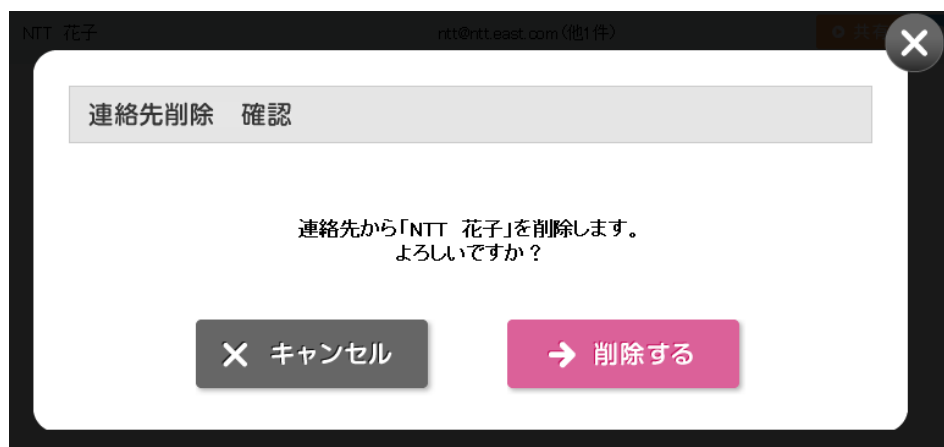 NTT 花子 ntt@ntt.east.com（他1件）
連絡先削除　確認
連絡先から「NTT 花子」を削除します。
よろしいですか？
キャンセル 削除する